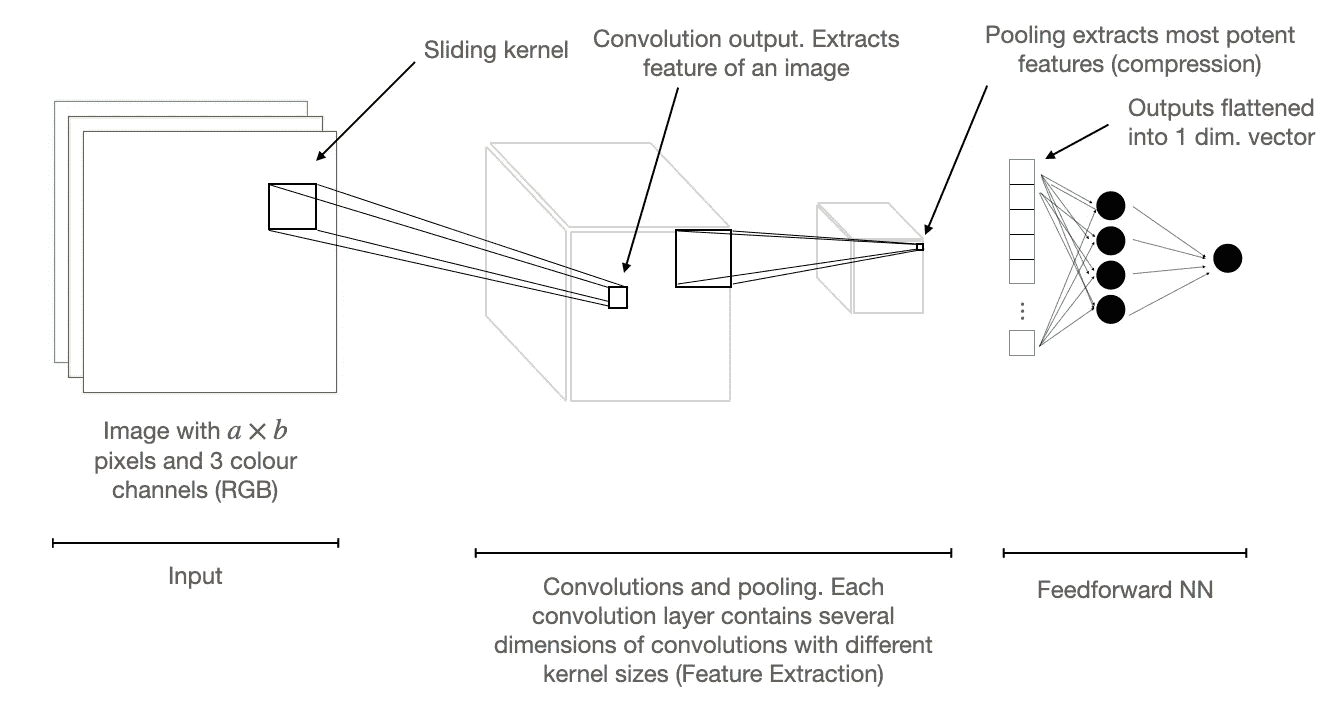 Sliding kernel
Convolution output. Extracts
feature of an image
Pooling extracts most potent
features (compression)
Outputs flattened
into 1 dim. vector
Image with a × b
pixels and 3 colour
channels (RGB)
Input
Convolutions and pooling. Each
convolution layer contains several
dimensions of convolutions with different
kernel sizes (Feature Extraction)
Feedforward NN